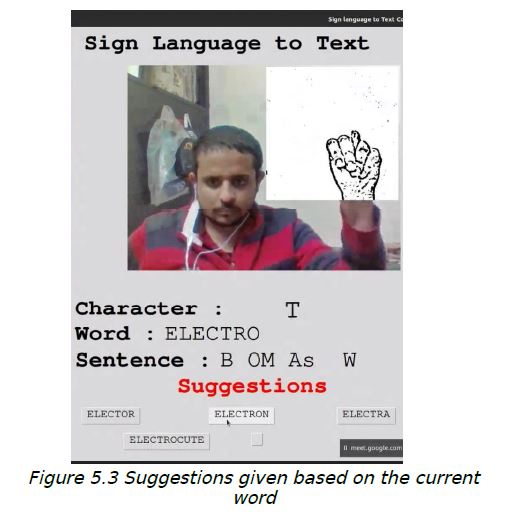 Sign language to Text Co
Sign Language to Text
Character : T
Word : ELECTRO
Sentence : B OM As W
Suggestions
ELECTOR ELECTRON ELECTRA
ELECTROCUTE
meet.google.com
Figure 5.3 Suggestions given based on the current
word